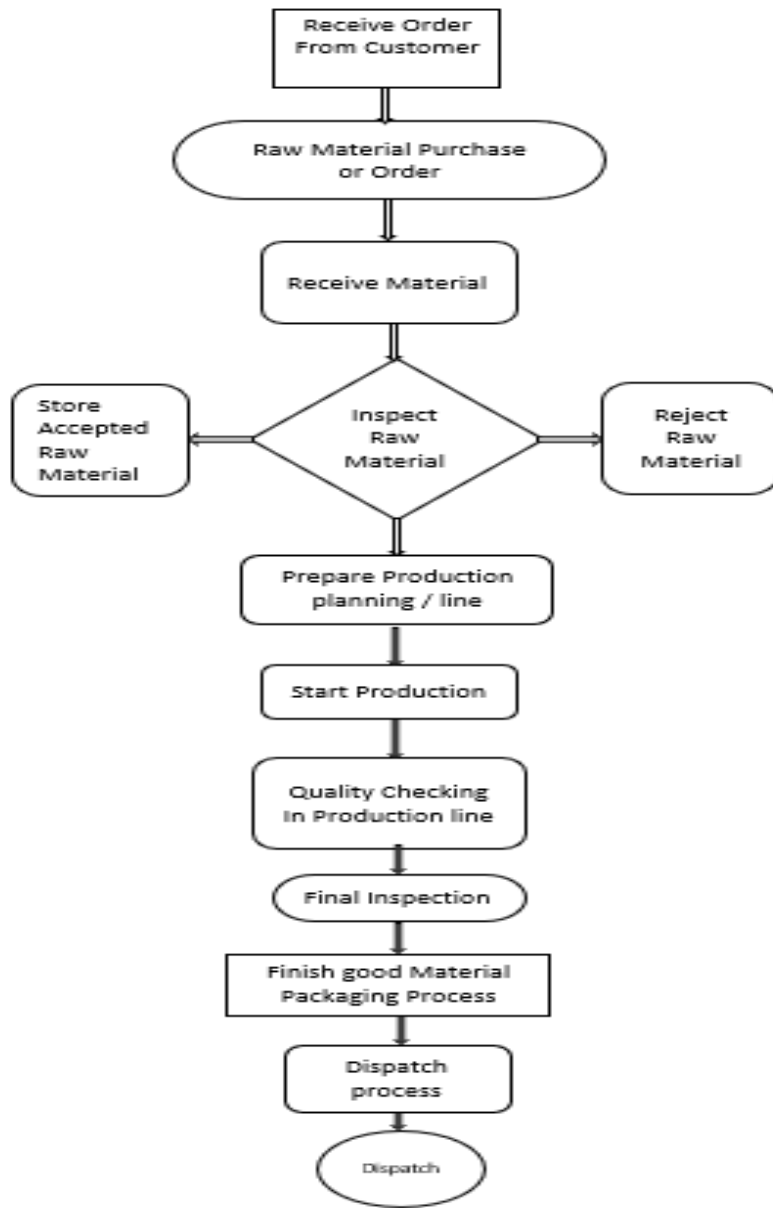 Receive Order
From Customer
Raw Material Purchase
or Order
Receive Material
Store
Accepted
Raw
Material
Inspect
Raw
Material
Reject
Raw
Material
Prepare Production
planning / line
Start Production
Quality Checking
In Production line
Final Inspection
Finish good Material
Packaging Process
Dispatch
process
Dispatch